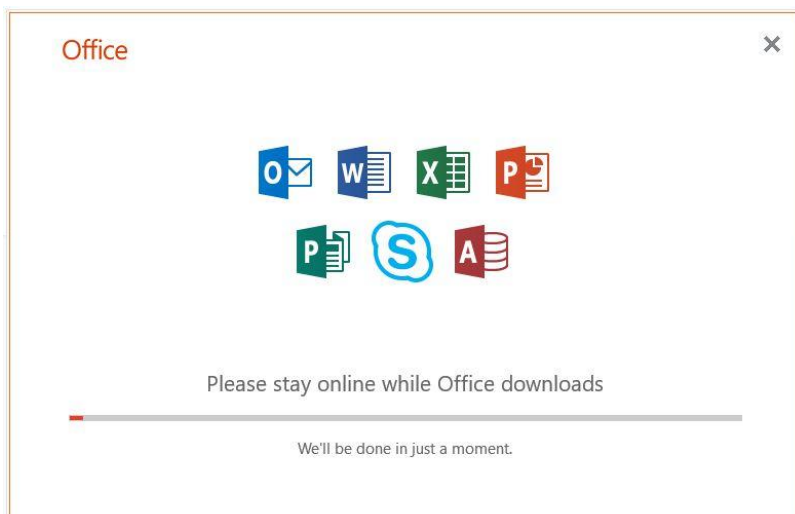 Office
O W X P
P S A
Please stay online while Office downloads
We'll be done in just a moment.